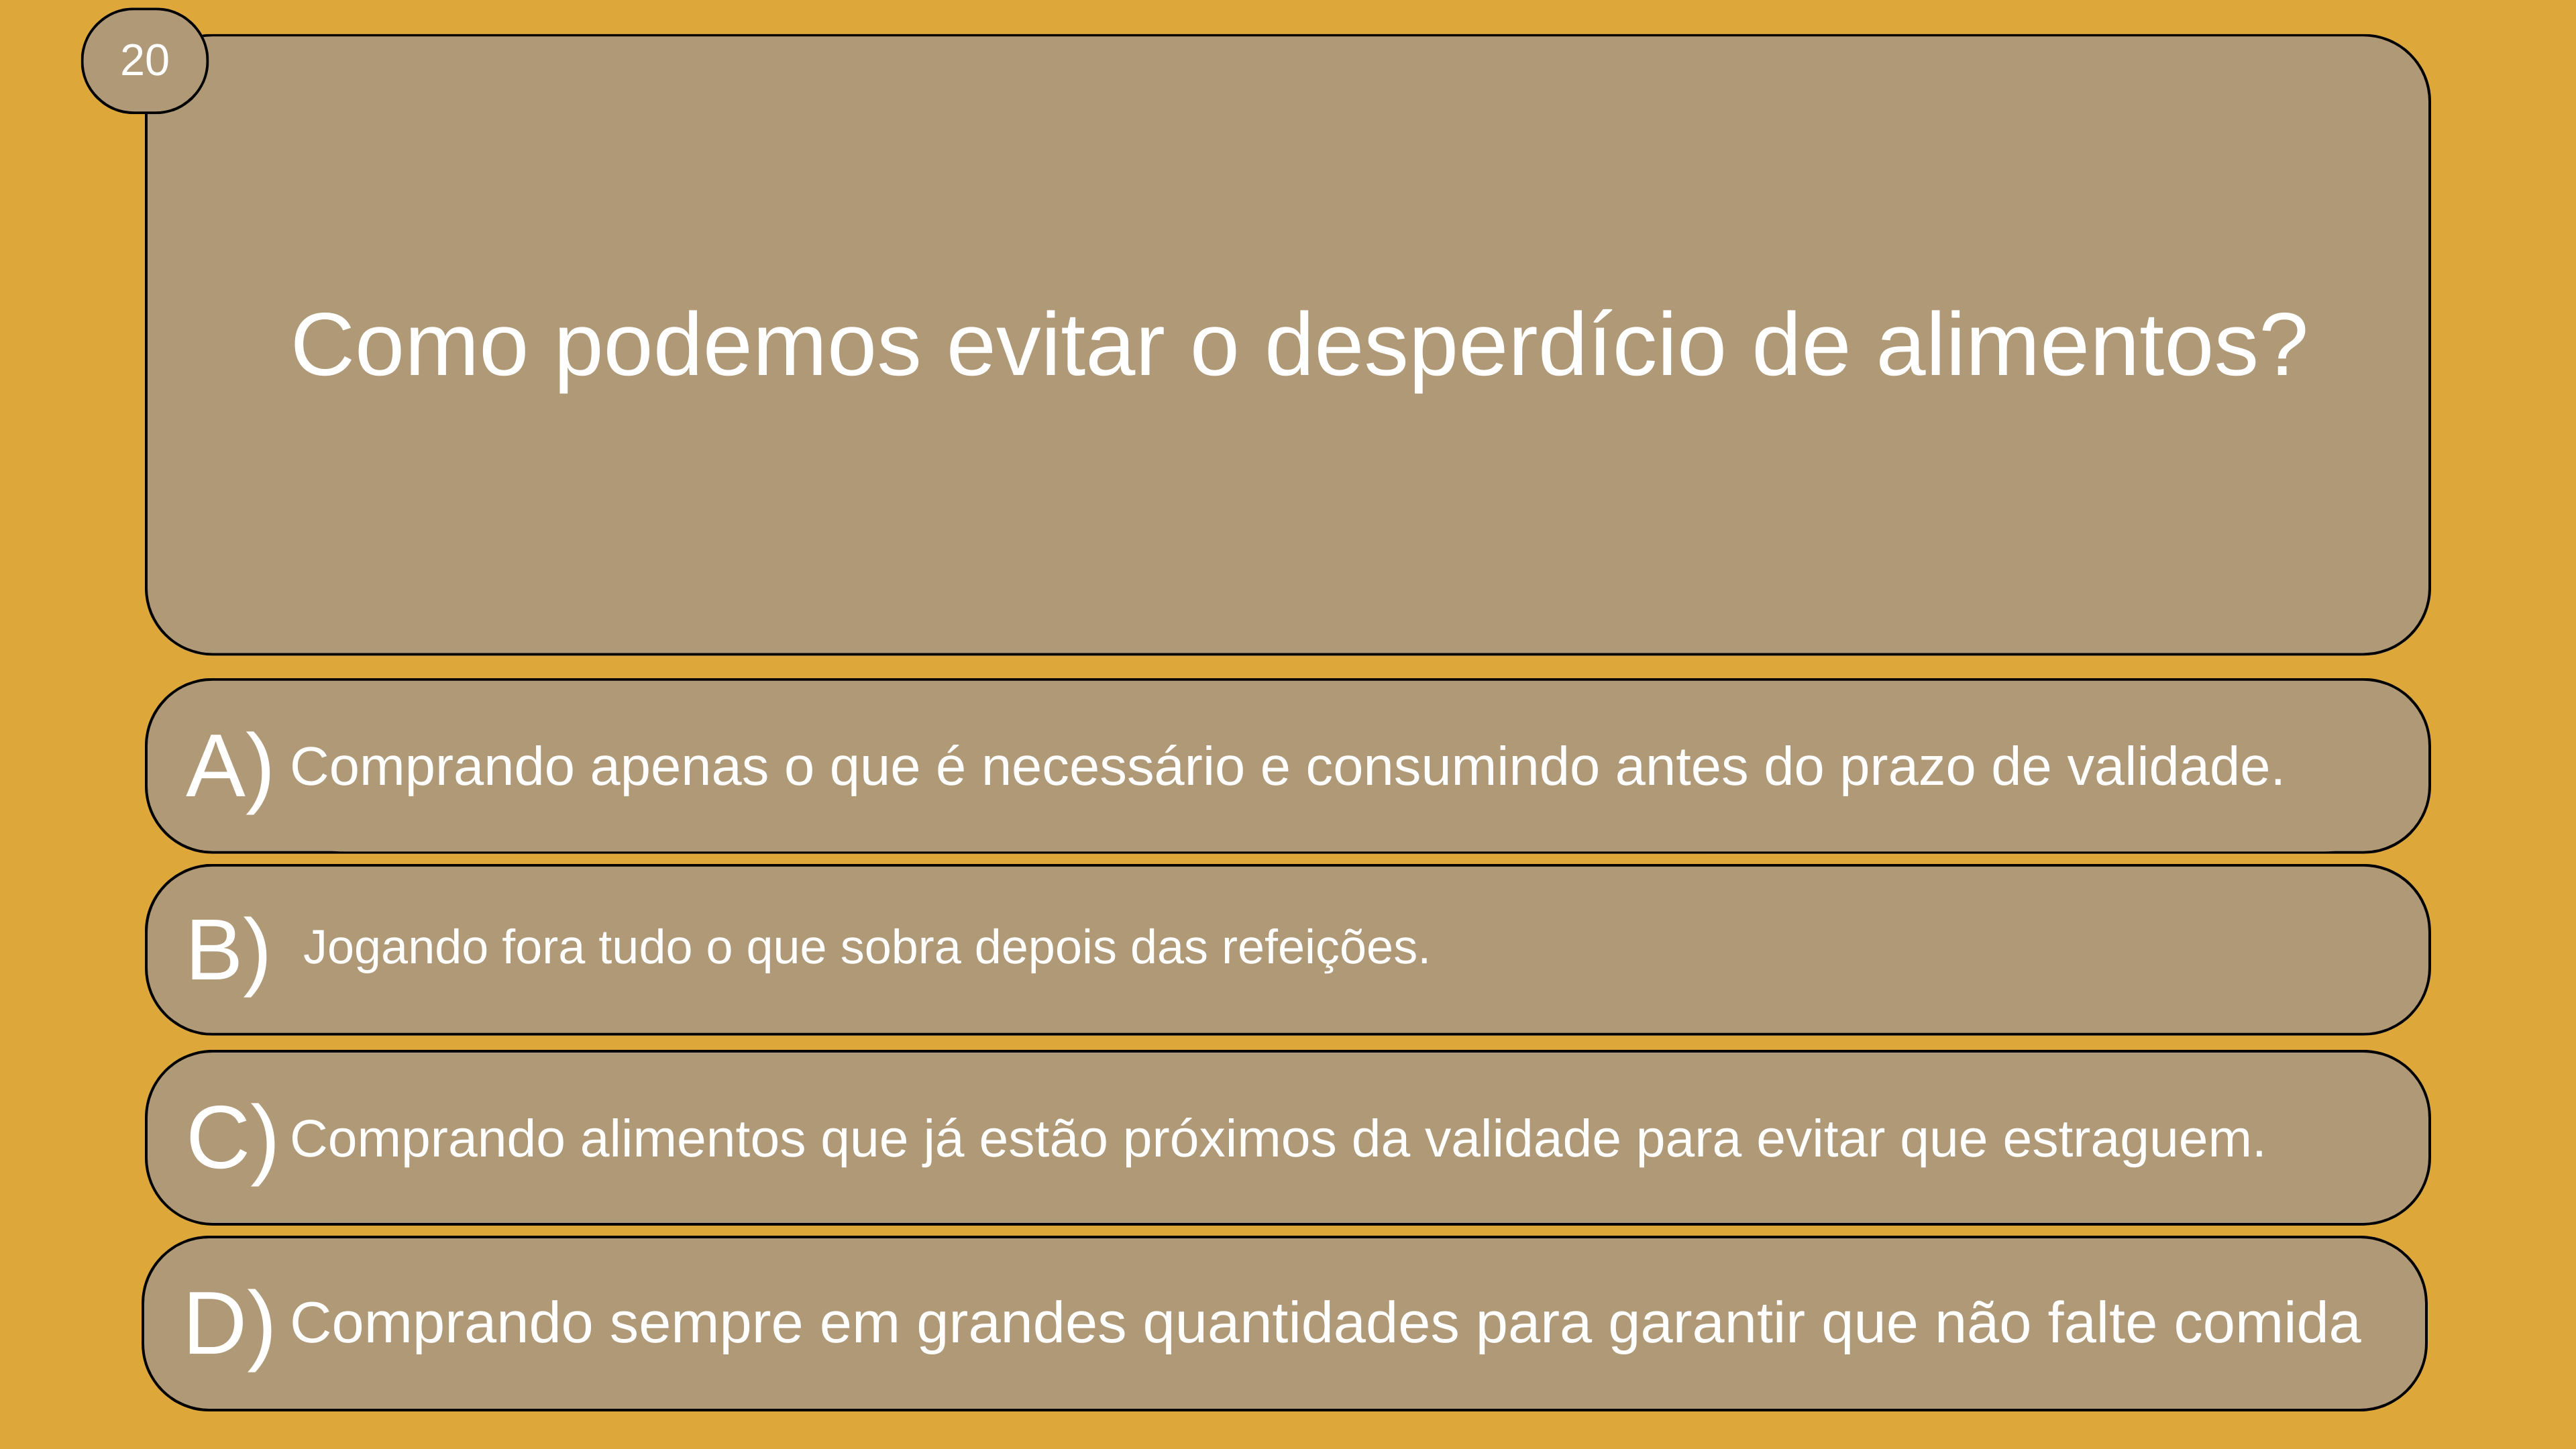 20
Como podemos evitar o desperdício de alimentos?
A) Comprando apenas o que é necessário e consumindo antes do prazo de validade.
B) Jogando fora tudo o que sobra depois das refeições.
C) Comprando alimentos que já estão próximos da validade para evitar que estraguem.
D) Comprando sempre em grandes quantidades para garantir que não falte comida